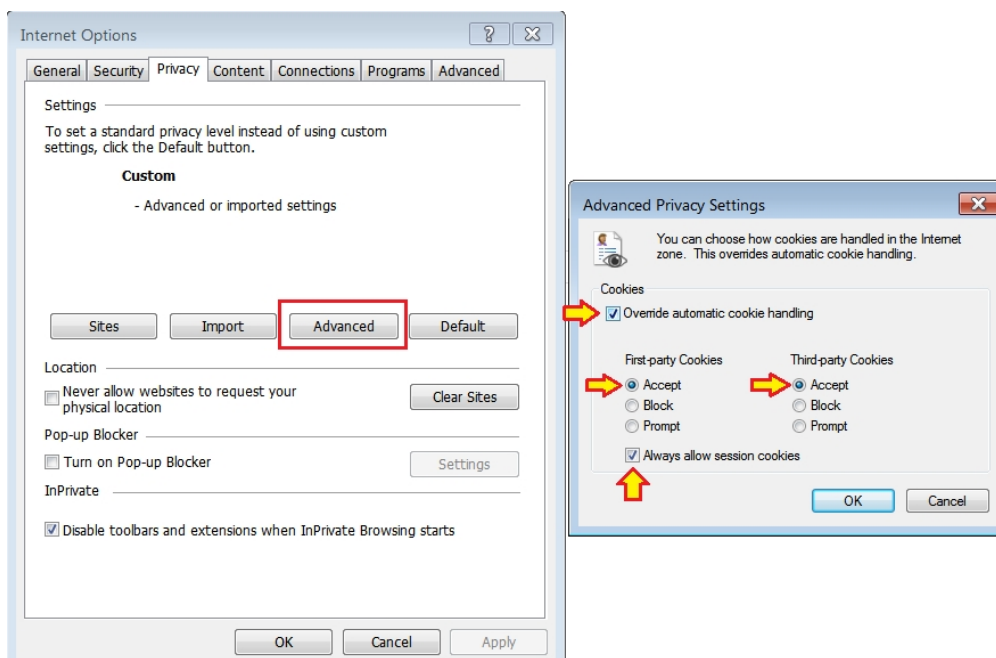 Internet Options
General Security Privacy Content Connections Programs Advanced
Settings
To set a standard privacy level instead of using custom
settings, click the Default button.
Custom
- Advanced or imported settings
Sites Import Advanced Default
Location
Never allow websites to request your
physical location
Clear Sites
Pop-up Blocker
Turn on Pop-up Blocker
Settings
InPrivate
Disable toolbars and extensions when InPrivate Browsing starts
OK Cancel Apply
Advanced Privacy Settings
You can choose how cookies are handled in the Internet
zone. This overrides automatic cookie handling.
Cookies
Override automatic cookie handling
First-party Cookies Third-party Cookies
Accept Accept
Block Block
Prompt Prompt
Always allow session cookies
OK Cancel